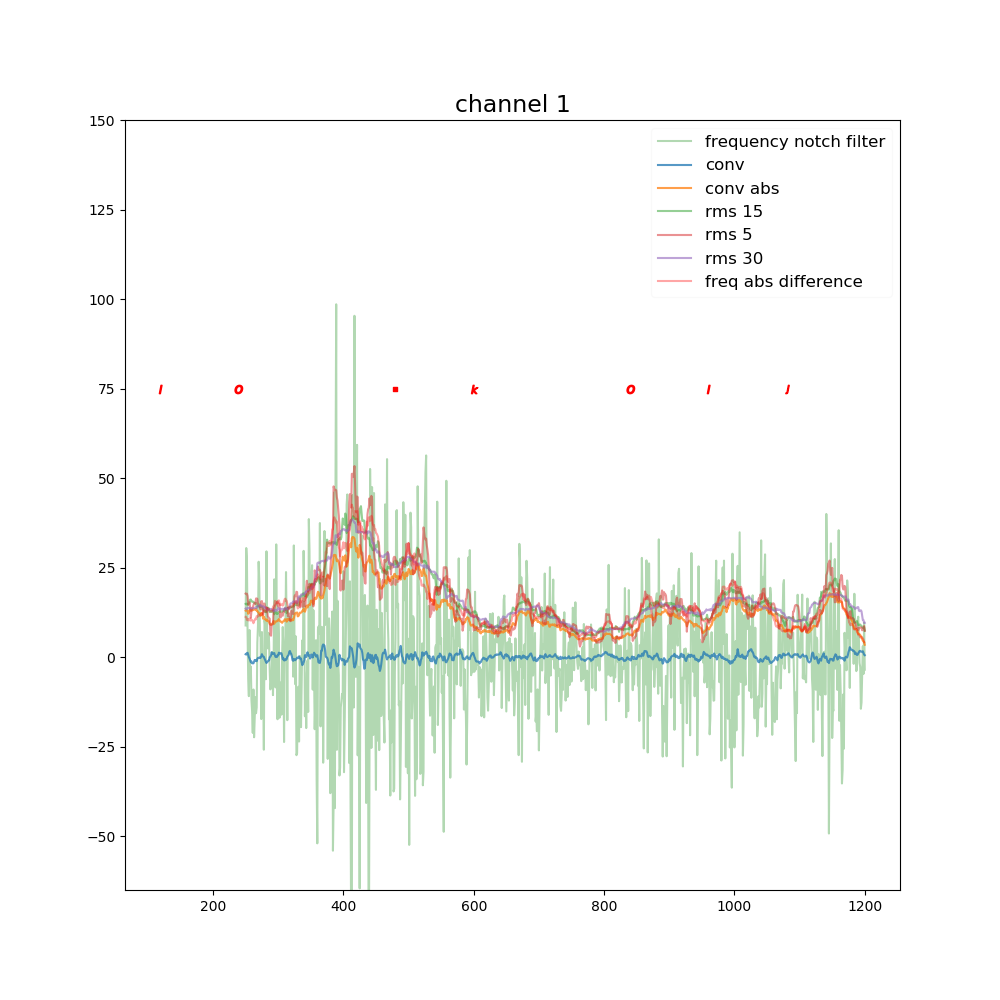 channel 1
150
125
100
75
50
25
0
−25
−50
frequency notch filter
conv
conv abs
rms 15
rms 5
rms 30
freq abs difference
l O ▪ k O l J
200 400 600 800 1000 1200